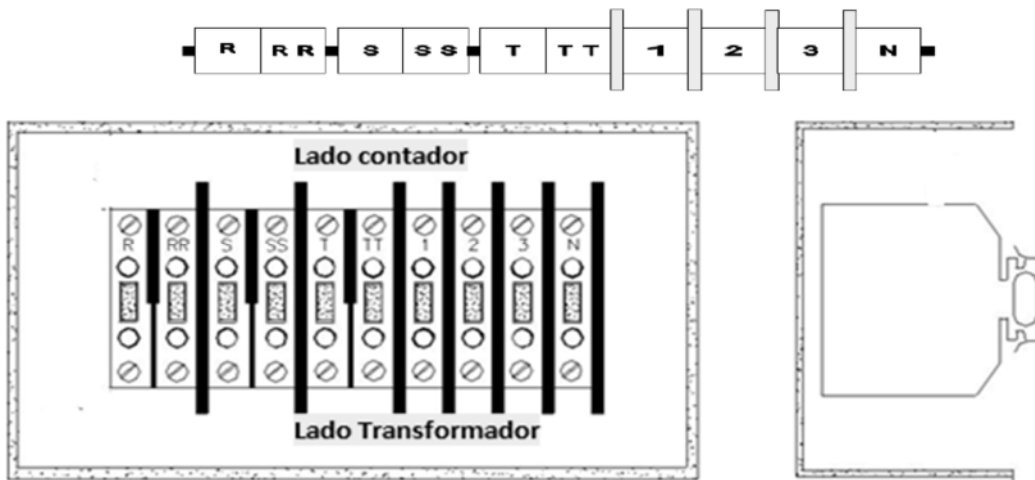 R RR S SS T TT 1 2 3 N
Lado contador
R RR S SS T TT 1 2 3 N
Lado Transformador